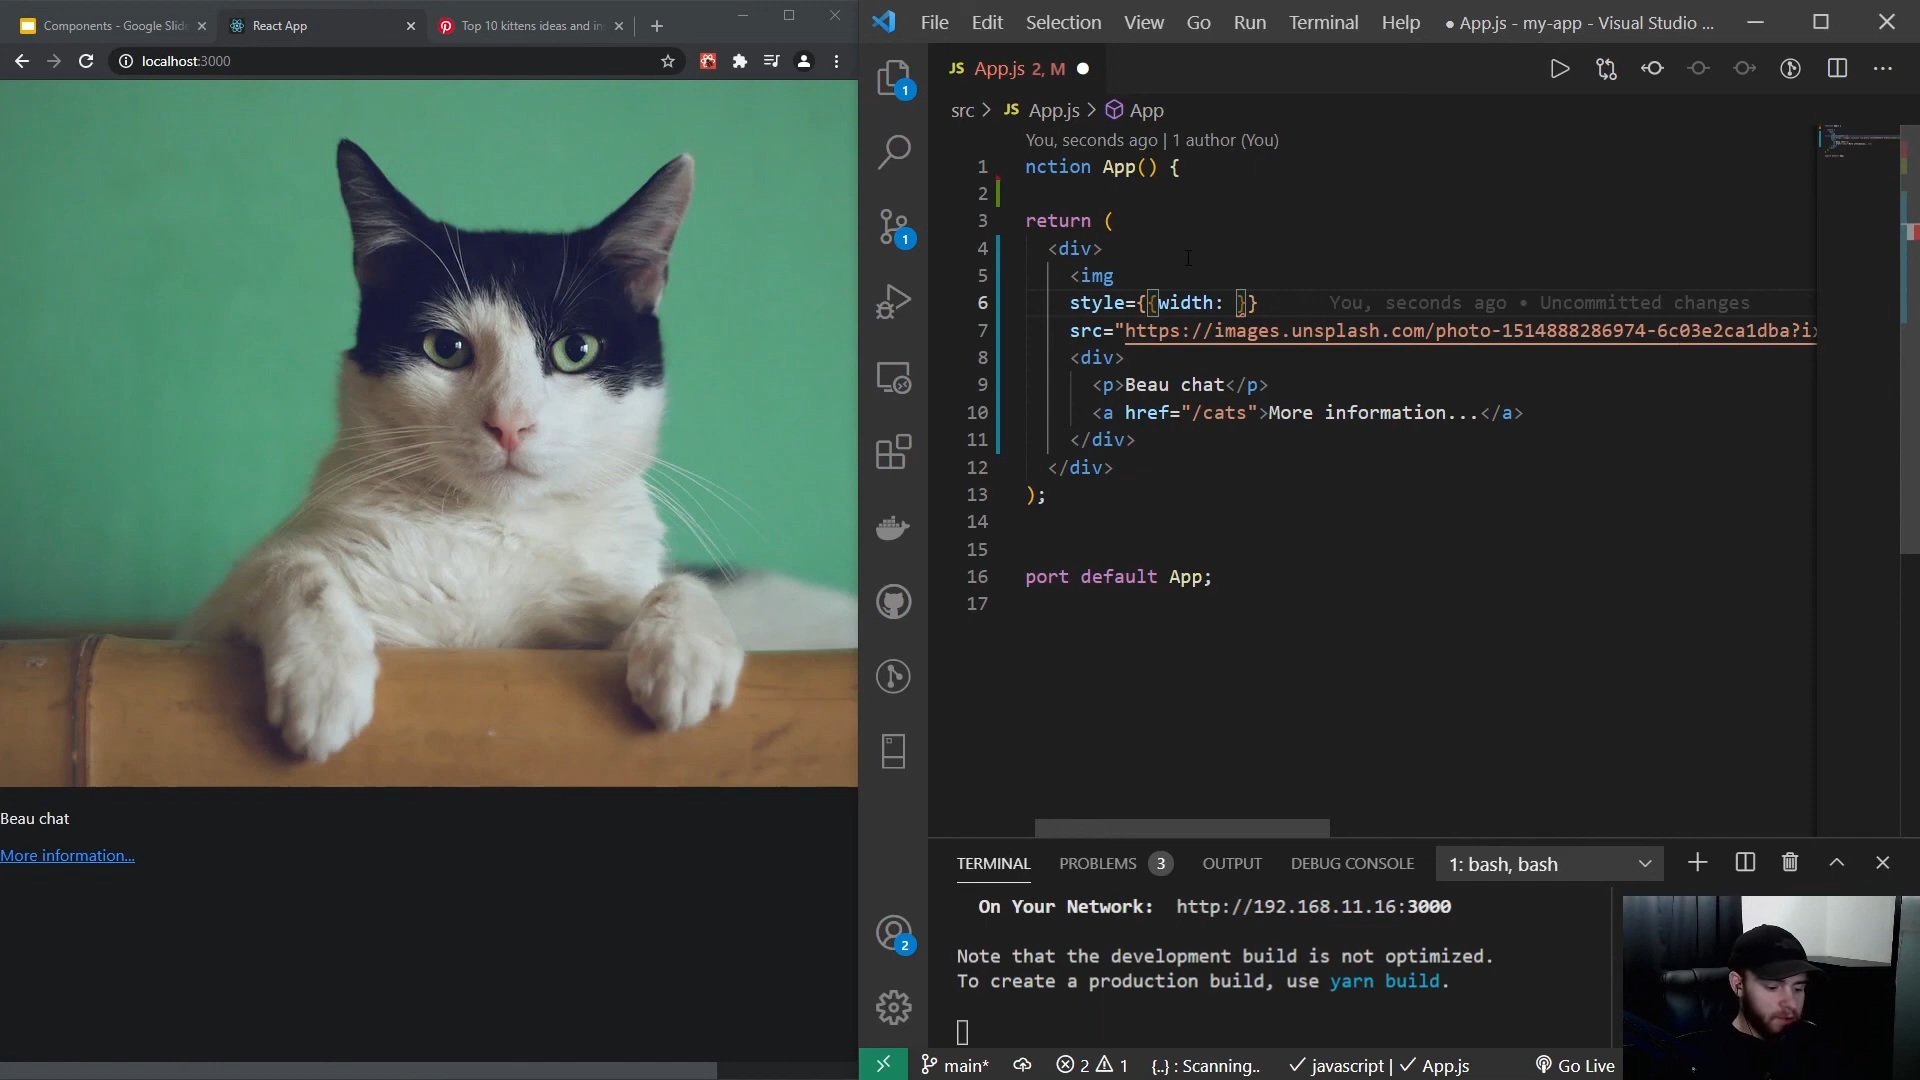 Components - Google Slide
React App
Top 10 kittens ideas and in
localhost:3000
Beau chat
More information...
File Edit Selection View Go Run Terminal Help
● App.js - my-app - Visual Studio ...
JS App.js 2, M
src > JS App.js > App
You, seconds ago | 1 author (You)
1 nction App() {
2
3 return (
4 <div>
5 <img
6 style={{width: }} You, seconds ago • Uncommitted changes
7 src="https://images.unsplash.com/photo-1514888286974-6c03e2ca1dba?i
8 <div>
9 <p>Beau chat</p>
10 <a href="/cats">More information...</a>
11 </div>
12 </div>
13 );
14
15
16 port default App;
17
1
1
2
TERMINAL PROBLEMS 3 OUTPUT DEBUG CONSOLE 1: bash, bash
On Your Network: http://192.168.11.16:3000
Note that the development build is not optimized.
To create a production build, use yarn build.
main* 2 1 {..} : Scanning.. ✓ javascript | ✓ App.js Go Live